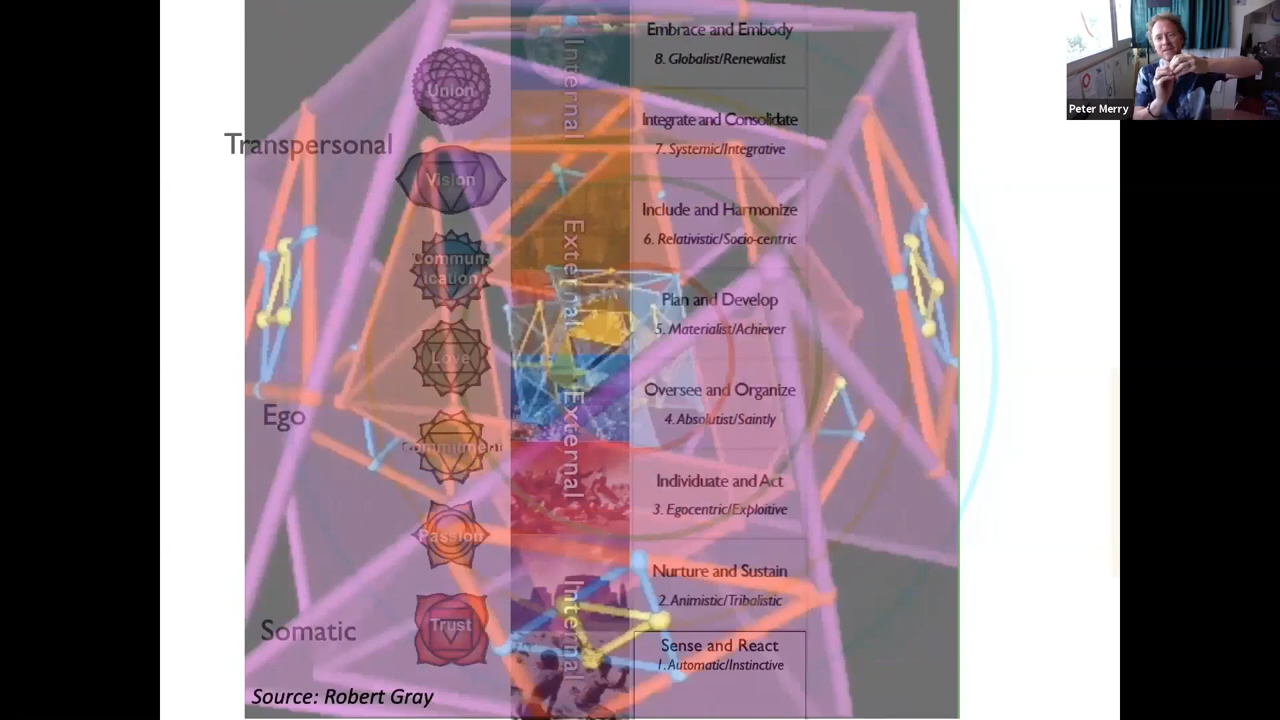 Embrace and Embody
8. Globalist/Renewalist
Internal
Union
Integrate and Consolidate
7. Systemic/Integrative
Transpersonal
Vision
Include and Harmonize
6. Relativistic/Socio-centric
External
Commun-
ication
Plan and Develop
5. Materialist/Achiever
Love
Oversee and Organize
4. Absolutist/Saintly
Ego
External
Commitment
Individuate and Act
3. Egocentric/Exploitive
Passion
Nurture and Sustain
2. Animistic/Tribalistic
Internal
Somatic
Trust
Sense and React
1. Automatic/Instinctive
Source: Robert Gray
Peter Merry